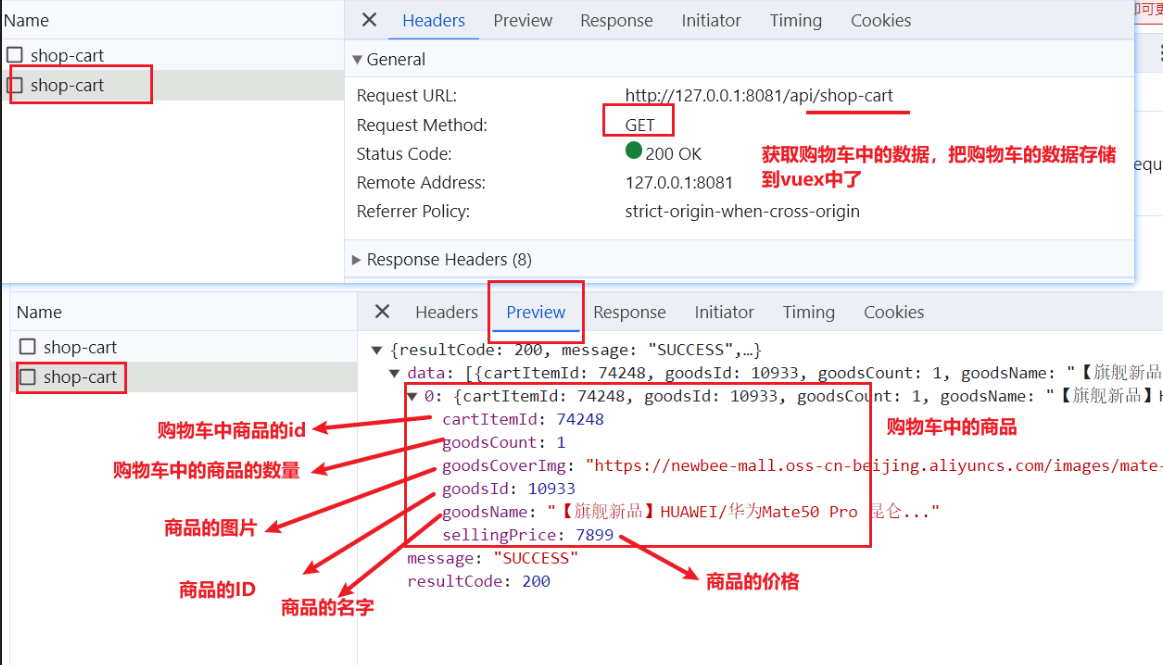 Name
Headers Preview Response Initiator Timing Cookies
shop-cart
shop-cart
General
Request URL: http://127.0.0.1:8081/api/shop-cart
Request Method: GET
Status Code: 200 OK
Remote Address: 127.0.0.1:8081
Referrer Policy: strict-origin-when-cross-origin
获取购物车中的数据，把购物车的数据存储
到vuex中了
Response Headers (8)
Name
Headers Preview Response Initiator Timing Cookies
shop-cart
shop-cart
{resultCode: 200, message: "SUCCESS",…}
data: [{cartItemId: 74248, goodsId: 10933, goodsCount: 1, goodsName: "【旗舰新品
0: {cartItemId: 74248, goodsId: 10933, goodsCount: 1, goodsName: "【旗舰新品】
cartItemId: 74248
购物车中商品的id
购物车中的商品
goodsCount: 1
购物车中的商品的数量
goodsCoverImg: "https://newbee-mall.oss-cn-beijing.aliyuncs.com/images/mate-
goodsId: 10933
goodsName: "【旗舰新品】HUAWEI/华为Mate50 Pro 昆仑..."
商品的图片
sellingPrice: 7899
message: "SUCCESS"
resultCode: 200
商品的价格
商品的ID
商品的名字